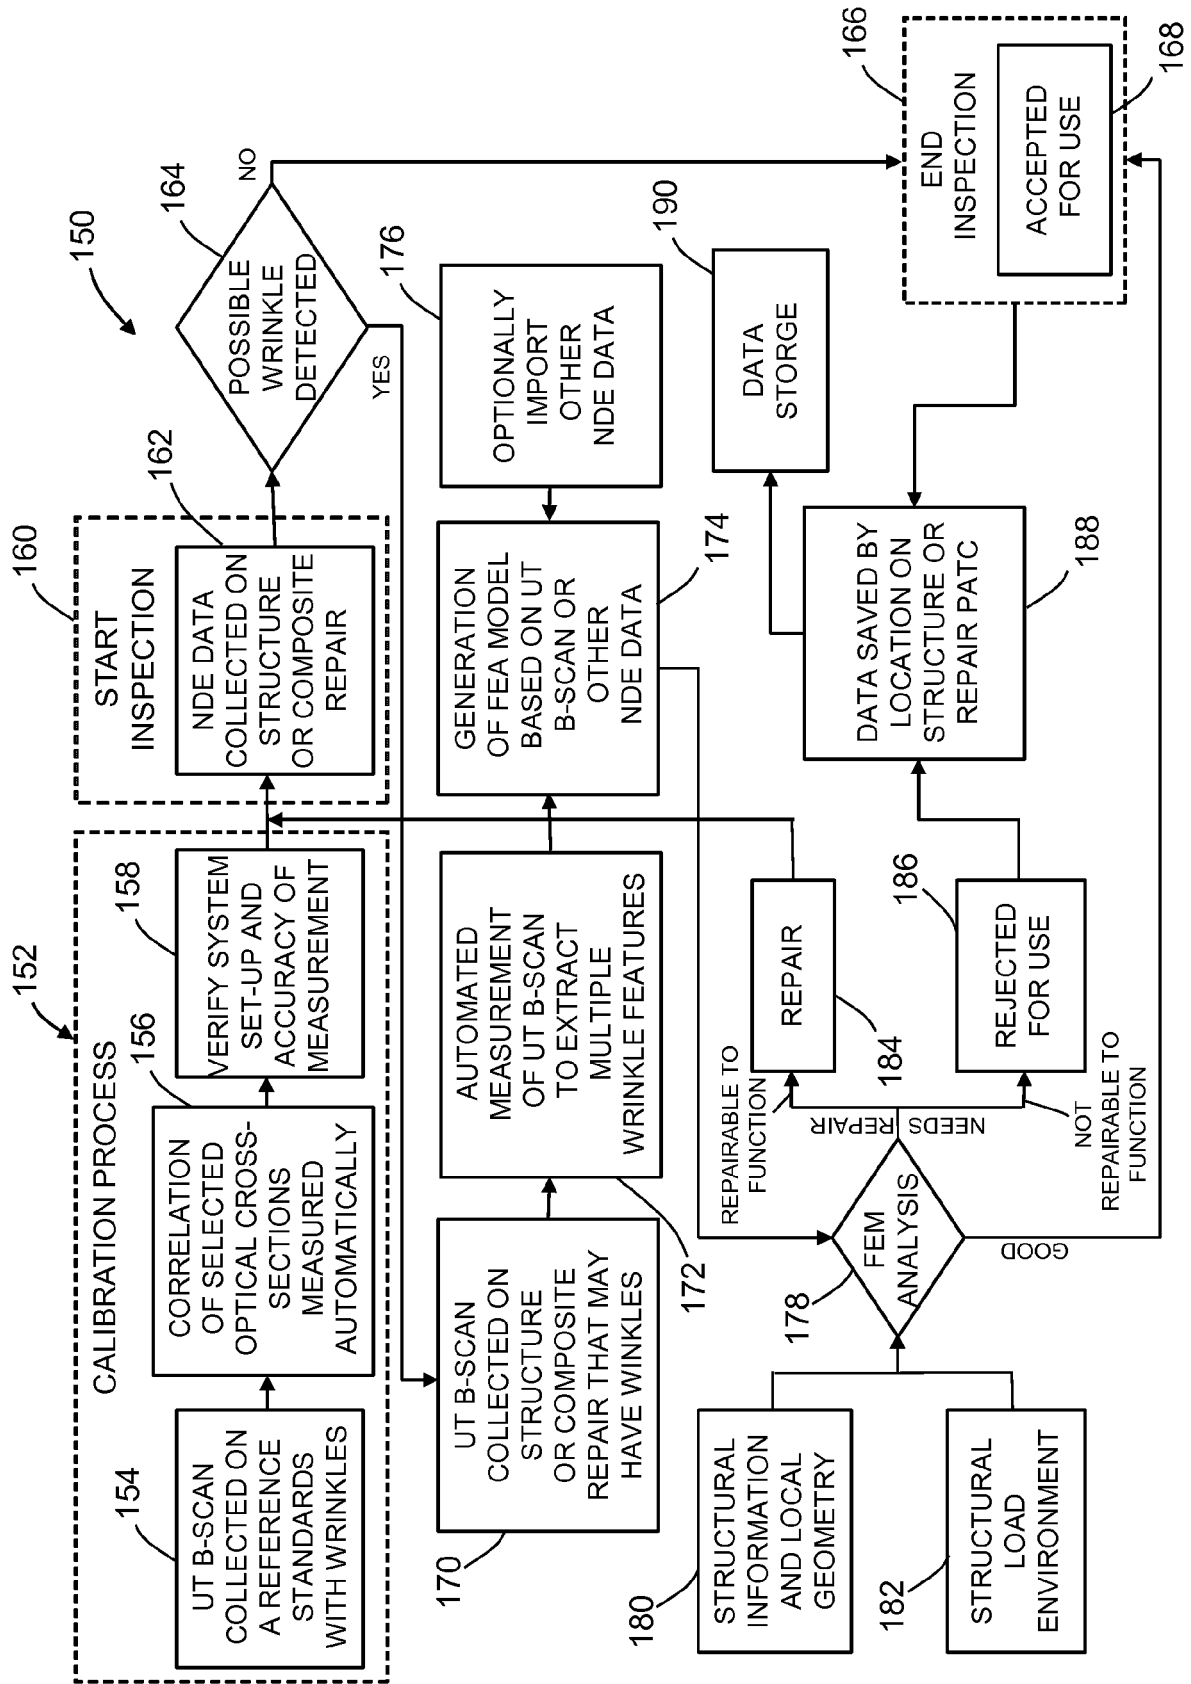 150
152
CALIBRATION PROCESS
154
UT B-SCAN
COLLECTED ON
A REFERENCE
STANDARDS
WITH WRINKLES
156
CORRELATION
OF SELECTED
OPTICAL CROSS-
SECTIONS
MEASURED
AUTOMATICALLY
158
VERIFY SYSTEM
SET-UP AND
ACCURACY OF
MEASUREMENT
160
START
INSPECTION
162
NDE DATA
COLLECTED ON
STRUCTURE
OR COMPOSITE
REPAIR
164
POSSIBLE
WRINKLE
DETECTED
NO
YES
170
UT B-SCAN
COLLECTED ON
STRUCTURE
OR COMPOSITE
REPAIR THAT MAY
HAVE WINKLES
172
AUTOMATED
MEASUREMENT
OF UT B-SCAN
TO EXTRACT
MULTIPLE
WRINKLE FEATURES
174
GENERATION
OF FEA MODEL
BASED ON UT
B-SCAN OR
OTHER
NDE DATA
176
OPTIONALLY
IMPORT
OTHER
NDE DATA
180
STRUCTURAL
INFORMATION
AND LOCAL
GEOMETRY
182
STRUCTURAL
LOAD
ENVIRONMENT
178
FEM
ANALYSIS
GOOD
NEEDS
REPAIR
REPAIRABLE TO
FUNCTION
NOT
REPAIRABLE TO
FUNCTION
184
REPAIR
186
REJECTED
FOR USE
188
DATA SAVED BY
LOCATION ON
STRUCTURE OR
REPAIR PATC
190
DATA
STORGE
166
END
INSPECTION
168
ACCEPTED
FOR USE